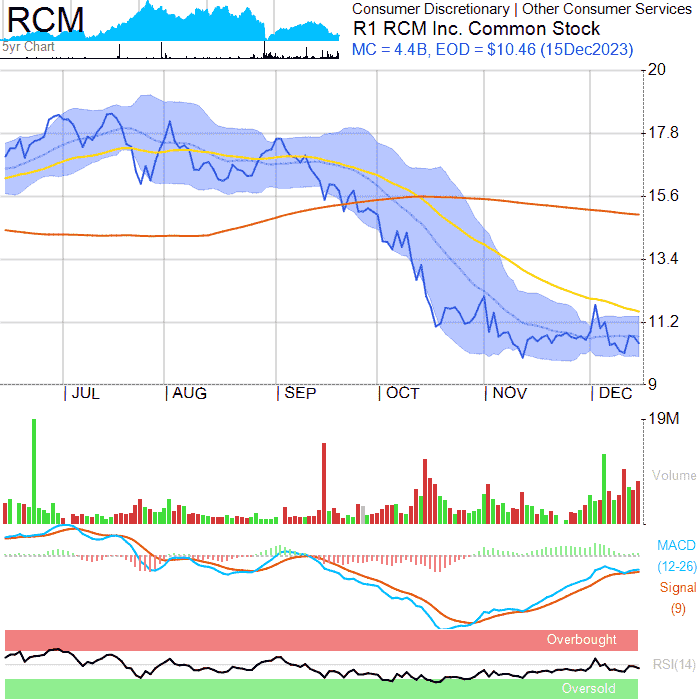 RCM
5yr Chart
Consumer Discretionary | Other Consumer Services
R1 RCM Inc. Common Stock
MC = 4.4B, EOD = $10.46 (15Dec2023)
20
17.8
15.6
13.4
11.2
9
JUL AUG SEP OCT NOV DEC
19M
Volume
MACD
(12-26)
Signal
(9)
Overbought
RSI(14)
Oversold